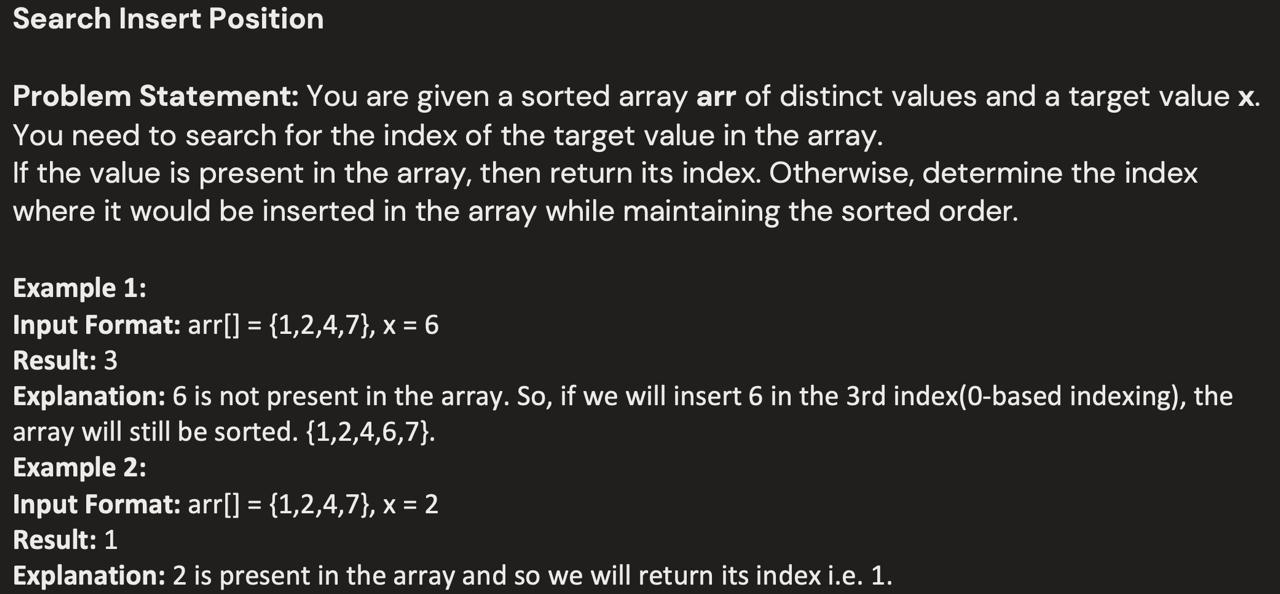 Search Insert Position
Problem Statement: You are given a sorted array arr of distinct values and a target value x.
You need to search for the index of the target value in the array.
If the value is present in the array, then return its index. Otherwise, determine the index
where it would be inserted in the array while maintaining the sorted order.
Example 1:
Input Format: arr[] = {1,2,4,7}, x = 6
Result: 3
Explanation: 6 is not present in the array. So, if we will insert 6 in the 3rd index(0-based indexing), the
array will still be sorted. {1,2,4,6,7}.
Example 2:
Input Format: arr[] = {1,2,4,7}, x = 2
Result: 1
Explanation: 2 is present in the array and so we will return its index i.e. 1.